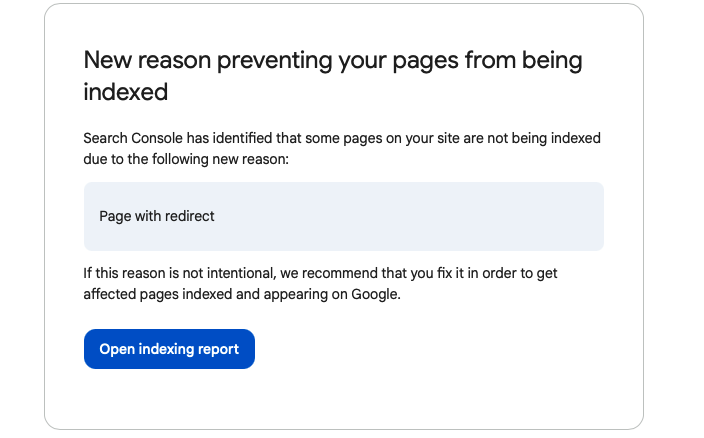 New reason preventing your pages from being
indexed
Search Console has identified that some pages on your site are not being indexed
due to the following new reason:
Page with redirect
If this reason is not intentional, we recommend that you fix it in order to get
affected pages indexed and appearing on Google.
Open indexing report